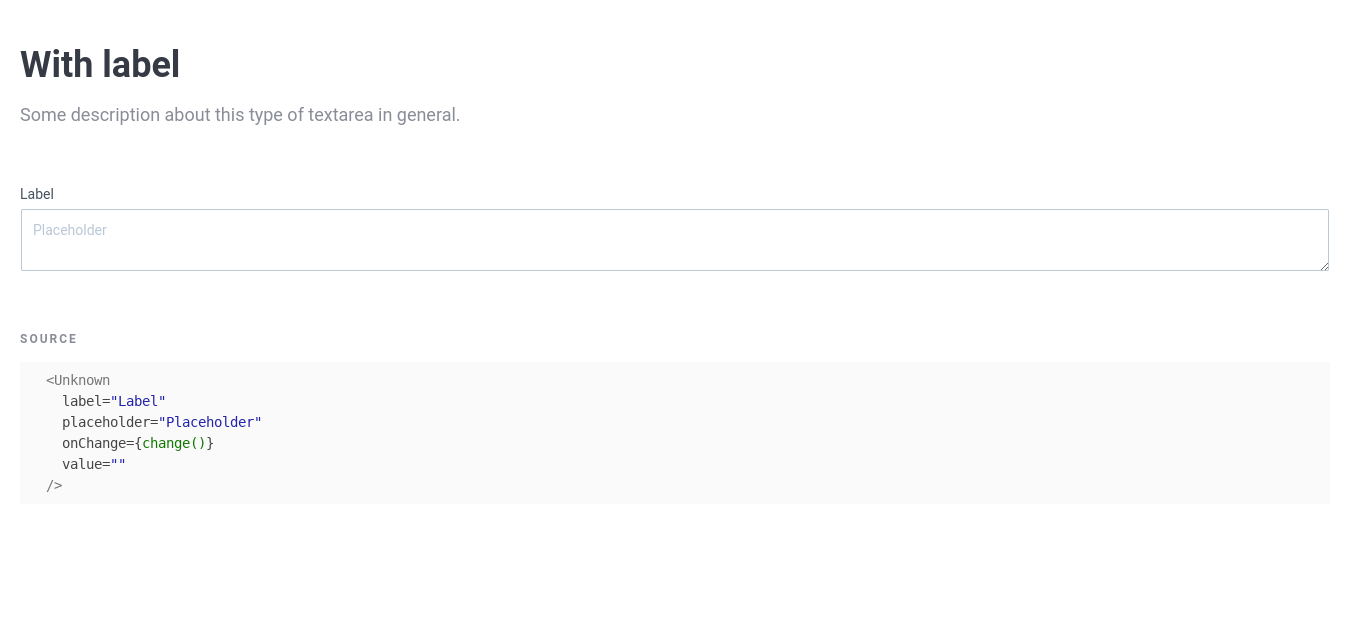 With label
Some description about this type of textarea in general.
Label
Placeholder
SOURCE
<Unknown
label="Label"
placeholder="Placeholder"
onChange={change()}
value=""
/>